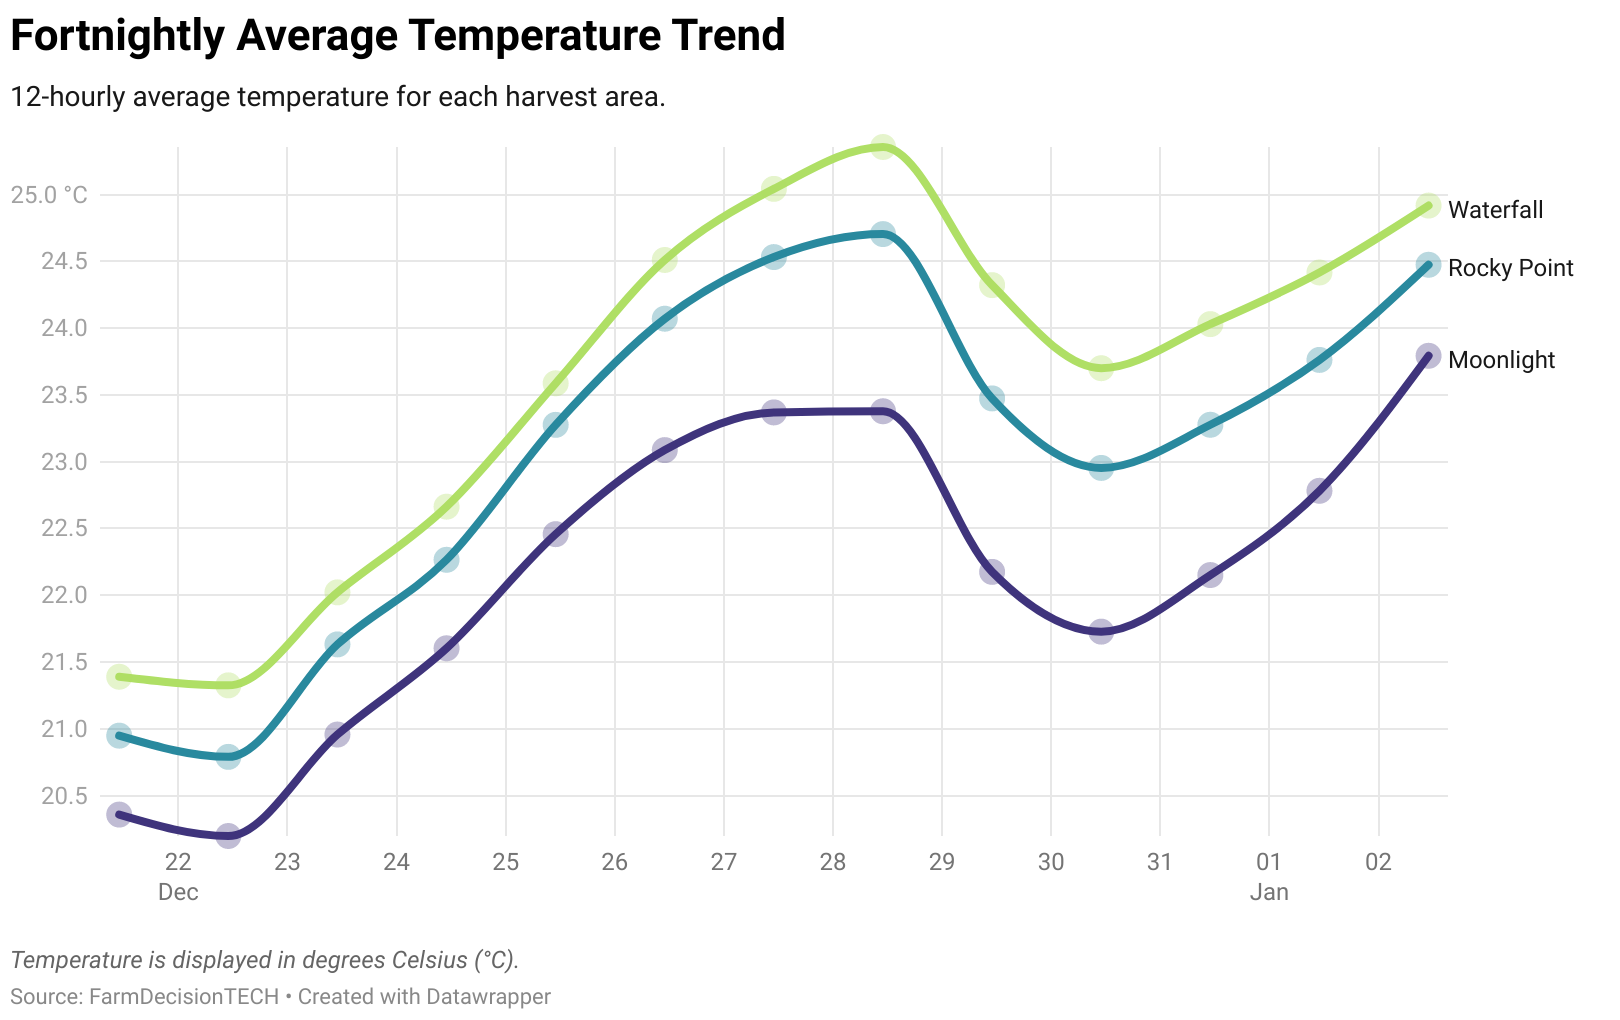 Fortnightly Average Temperature Trend
12-hourly average temperature for each harvest area.
25.0 °C
24.5
24.0
23.5
23.0
22.5
22.0
21.5
21.0
20.5
Waterfall
Rocky Point
Moonlight
22 23 24 25 26 27 28 29 30 31 01 02
Dec Jan
Temperature is displayed in degrees Celsius (°C).
Source: FarmDecisionTECH • Created with Datawrapper